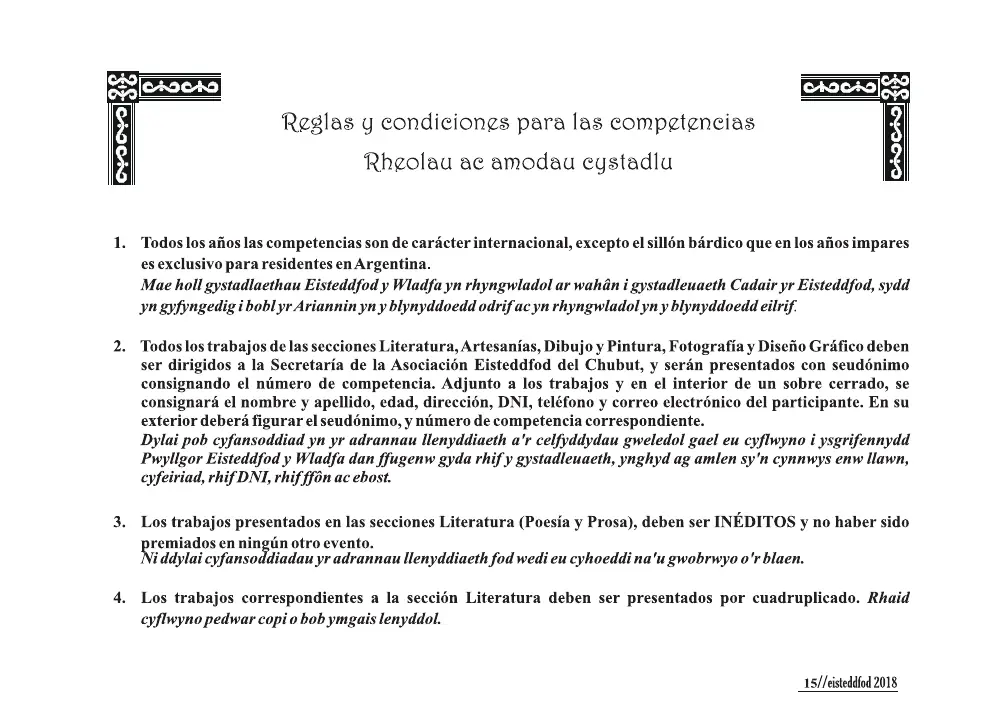 Reglas y condiciones para las competencias
Rheolau ac amodau cystadlu
1. Todos los años las competencias son de carácter internacional, excepto el sillón bárdico que en los años impares
es exclusivo para residentes en Argentina.
Mae holl gystadlaethau Eisteddfod y Wladfa yn rhyngwladol ar wahân i gystadleuaeth Cadair yr Eisteddfod, sydd
yn gyfyngedig i bobl yr Ariannin yn y blynyddoedd odrif ac yn rhyngwladol yn y blynyddoedd eilrif.
2. Todos los trabajos de las secciones Literatura, Artesanías, Dibujo y Pintura, Fotografía y Diseño Gráfico deben
ser dirigidos a la Secretaría de la Asociación Eisteddfod del Chubut, y serán presentados con seudónimo
consignando el número de competencia. Adjunto a los trabajos y en el interior de un sobre cerrado, se
consignará el nombre y apellido, edad, dirección, DNI, teléfono y correo electrónico del participante. En su
exterior deberá figurar el seudónimo, y número de competencia correspondiente.
Dylai pob cyfansoddiad yn yr adrannau llenyddiaeth a'r celfyddydau gweledol gael eu cyflwyno i ysgrifennydd
Pwyllgor Eisteddfod y Wladfa dan ffugenw gyda rhif y gystadleuaeth, ynghyd ag amlen sy'n cynnwys enw llawn,
cyfeiriad, rhif DNI, rhif ffôn ac ebost.
3. Los trabajos presentados en las secciones Literatura (Poesía y Prosa), deben ser INÉDITOS y no haber sido
premiados en ningún otro evento.
Ni ddylai cyfansoddiadau yr adrannau llenyddiaeth fod wedi eu cyhoeddi na'u gwobrwyo o'r blaen.
4. Los trabajos correspondientes a la sección Literatura deben ser presentados por cuadruplicado. Rhaid
cyflwyno pedwar copi o bob ymgais lenyddol.
15//eisteddfod 2018